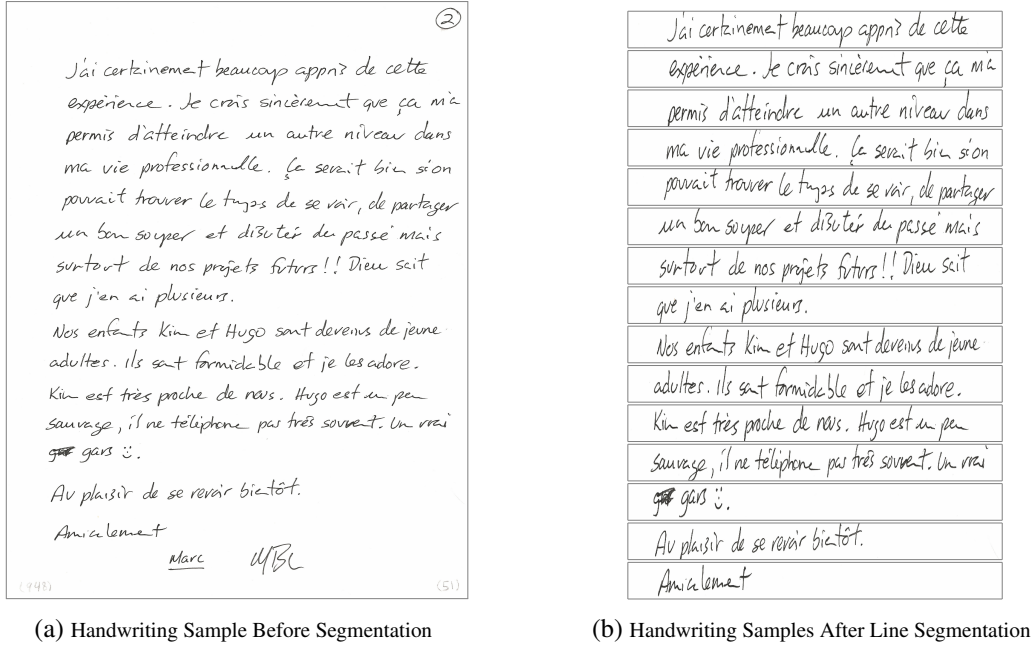 2
J'ai certainement beaucoup appris de cette
expérience. Je crois sincèrement que ça m'a
permis d'atteindre un autre niveau dans
ma vie professionnelle. Ça serait bien si on
pouvait trouver le temps de se voir, de partager
un bon souper et discuter du passé mais
surtout de nos projets futurs!! Dieu sait
que j'en ai plusieurs.
Nos enfants Kim et Hugo sont devenus de jeune
adultes. Ils sont formidable et je les adore.
Kim est très proche de nous. Hugo est un peu
sauvage, il ne téléphone pas très souvent. Un vrai
gars
Au plaisir de se revoir bientôt.
Amicalement
Marc MBL
(748) (51)
(a) Handwriting Sample Before Segmentation
J'ai certainement beaucoup appris de cette
expérience. Je crois sincèrement que ça m'a
permis d'atteindre un autre niveau dans
ma vie professionnelle. Ça serait bien si on
pouvait trouver le temps de se voir, de partager
un bon souper et discuter du passé mais
surtout de nos projets futurs!! Dieu sait
que j'en ai plusieurs.
Nos enfants Kim et Hugo sont devenus de jeune
adultes. Ils sont formidable et je les adore.
Kim est très proche de nous. Hugo est un peu
sauvage, il ne téléphone pas très souvent. Un vrai
gars
Au plaisir de se revoir bientôt.
Amicalement
(b) Handwriting Samples After Line Segmentation